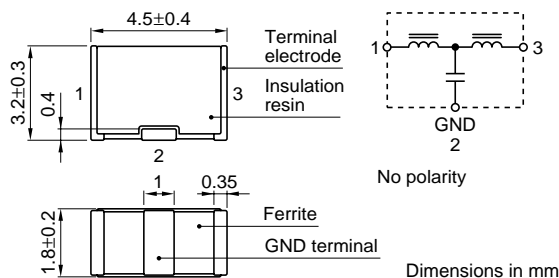 4.5±0.4
Terminal
electrode
Insulation
resin
3.2±0.3
0.4
1
3
2
1
3
GND
2
No polarity
1
0.35
1.8±0.2
Ferrite
GND terminal
Dimensions in mm